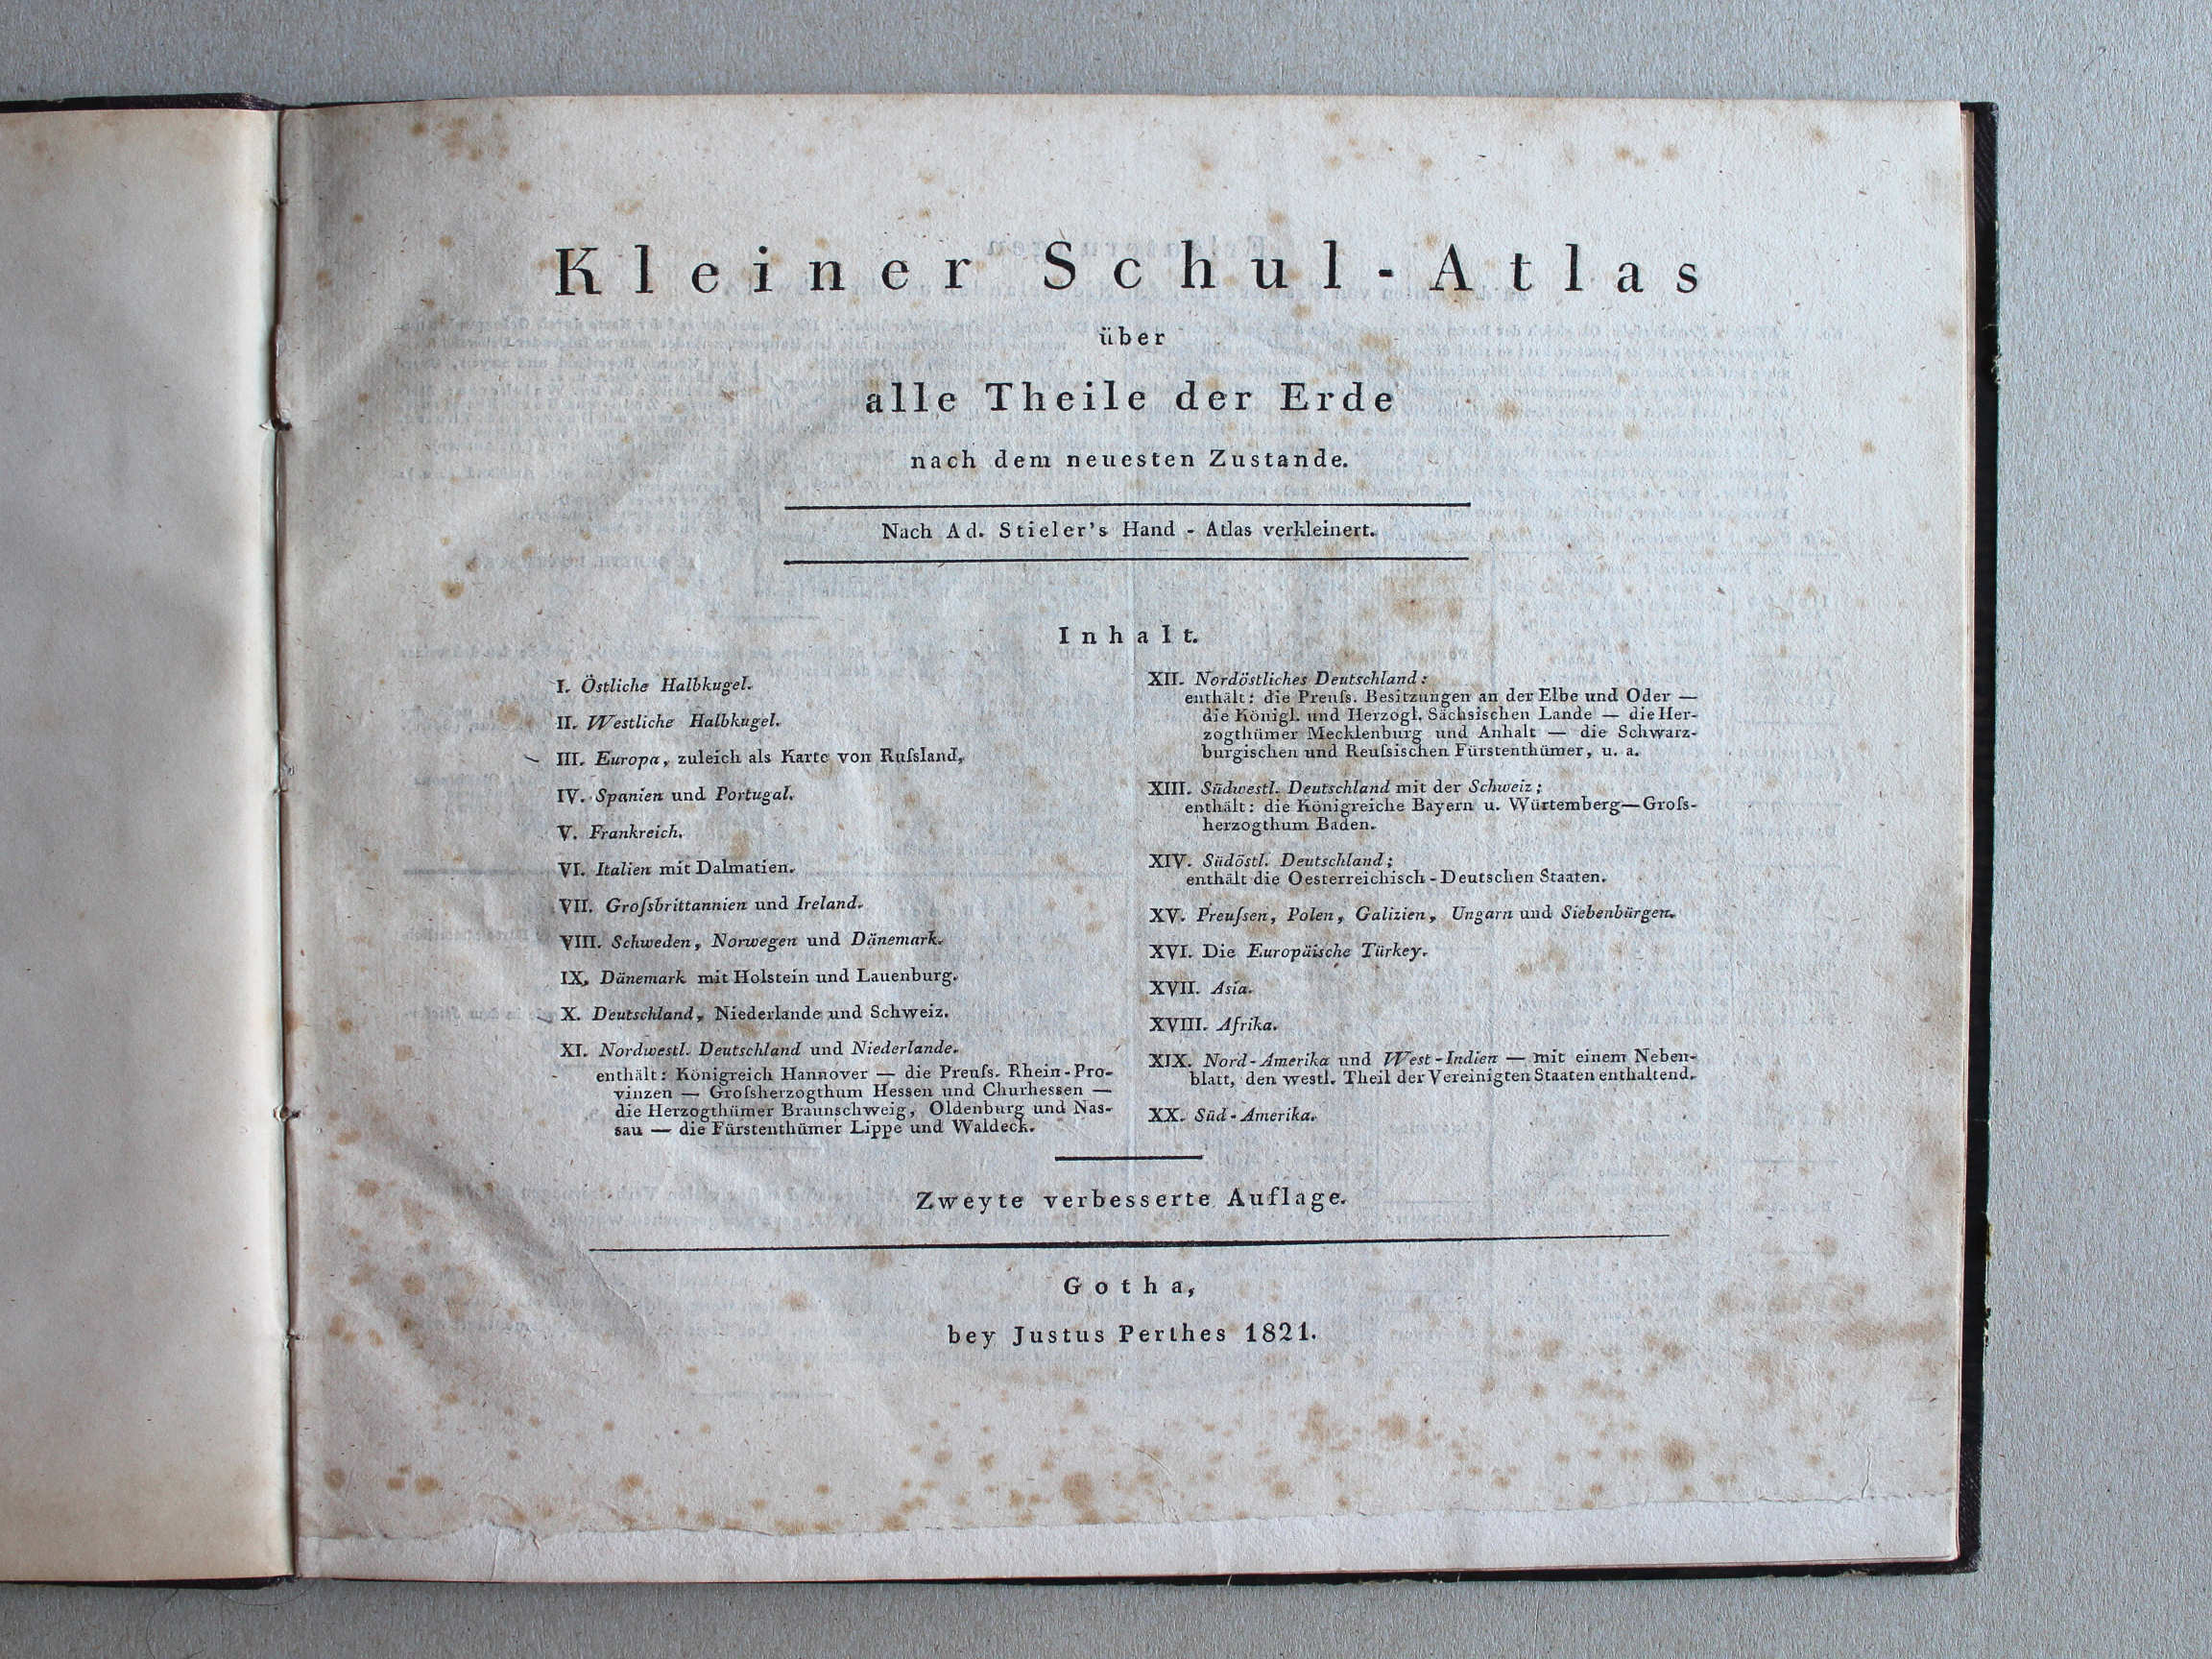 Kleiner Schul-Atlas
über
alle Theile der Erde
nach dem neuesten Zustande.
Nach Ad. Stieler's Hand - Atlas verkleinert.
Inhalt.
I. Östliche Halbkugel.
II. Westliche Halbkugel.
III. Europa, zuleich als Karte von Ruſsland,
IV. Spanien und Portugal.
V. Frankreich.
VI. Italien mit Dalmatien.
VII. Groſsbrittannien und Ireland.
VIII. Schweden, Norwegen und Dänemark.
IX. Dänemark mit Holstein und Lauenburg.
X. Deutschland, Niederlande und Schweiz.
XI. Nordwestl. Deutschland und Niederlande.
enthält: Königreich Hannover — die Preuſs. Rhein-Pro-
vinzen — Groſsherzogthum Hessen und Churhessen —
die Herzogthümer Braunschweig, Oldenburg und Nas-
sau — die Fürstenthümer Lippe und Waldeck.
XII. Nordöstliches Deutschland:
enthält: die Preuſs. Besitzungen an der Elbe und Oder —
die Königl. und Herzogl. Sächsischen Lande — die Her-
zogthümer Mecklenburg und Anhalt — die Schwarz-
burgischen und Reuſsischen Fürstenthümer, u. a.
XIII. Südwestl. Deutschland mit der Schweiz;
enthält: die Königreiche Bayern u. Würtemberg—Groſs-
herzogthum Baden.
XIV. Südöstl. Deutschland;
enthält die Oesterreichisch-Deutschen Staaten.
XV. Preuſsen, Polen, Galizien, Ungarn und Siebenbürgen.
XVI. Die Europäische Türkey.
XVII. Asia.
XVIII. Afrika.
XIX. Nord-Amerika und West-Indien — mit einem Neben-
blatt, den westl. Theil der Vereinigten Staaten enthaltend.
XX. Süd-Amerika.
Zweyte verbesserte Auflage.
Gotha,
bey Justus Perthes 1821.